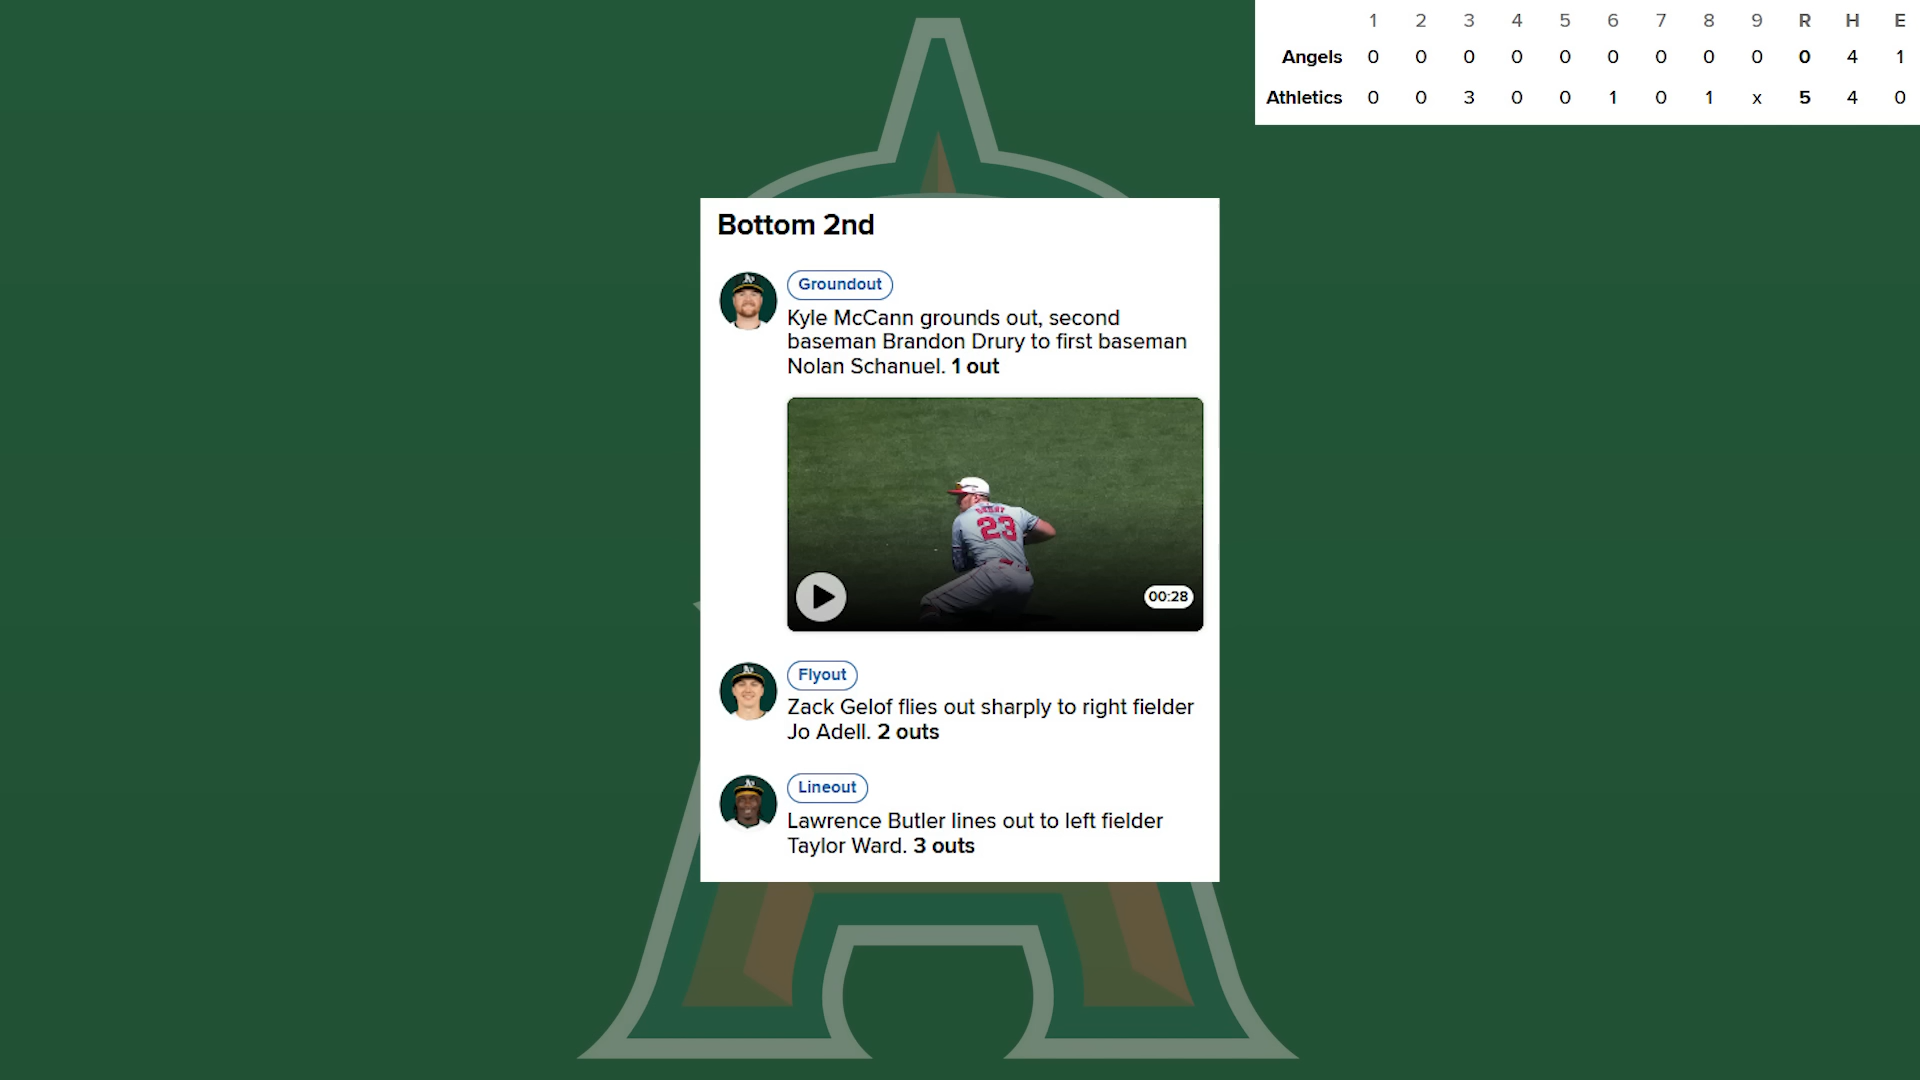 1 2 3 4 5 6 7 8 9 R H E
Angels 0 0 0 0 0 0 0 0 0 0 4 1
Athletics 0 0 3 0 0 1 0 1 x 5 4 0
Bottom 2nd
Groundout
Kyle McCann grounds out, second
baseman Brandon Drury to first baseman
Nolan Schanuel. 1 out
DRURY
23
00:28
Flyout
Zack Gelof flies out sharply to right fielder
Jo Adell. 2 outs
Lineout
Lawrence Butler lines out to left fielder
Taylor Ward. 3 outs